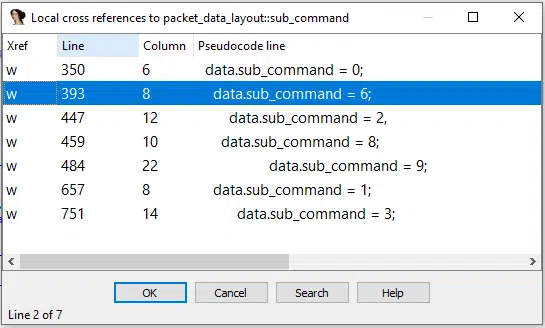 Local cross references to packet_data_layout::sub_command
Xref Line Column Pseudocode line
w 350 6 data.sub_command = 0;
w 393 8 data.sub_command = 6;
w 447 12 data.sub_command = 2,
w 459 10 data.sub_command = 8;
w 484 22 data.sub_command = 9;
w 657 8 data.sub_command = 1;
w 751 14 data.sub_command = 3;
OK Cancel Search Help
Line 2 of 7